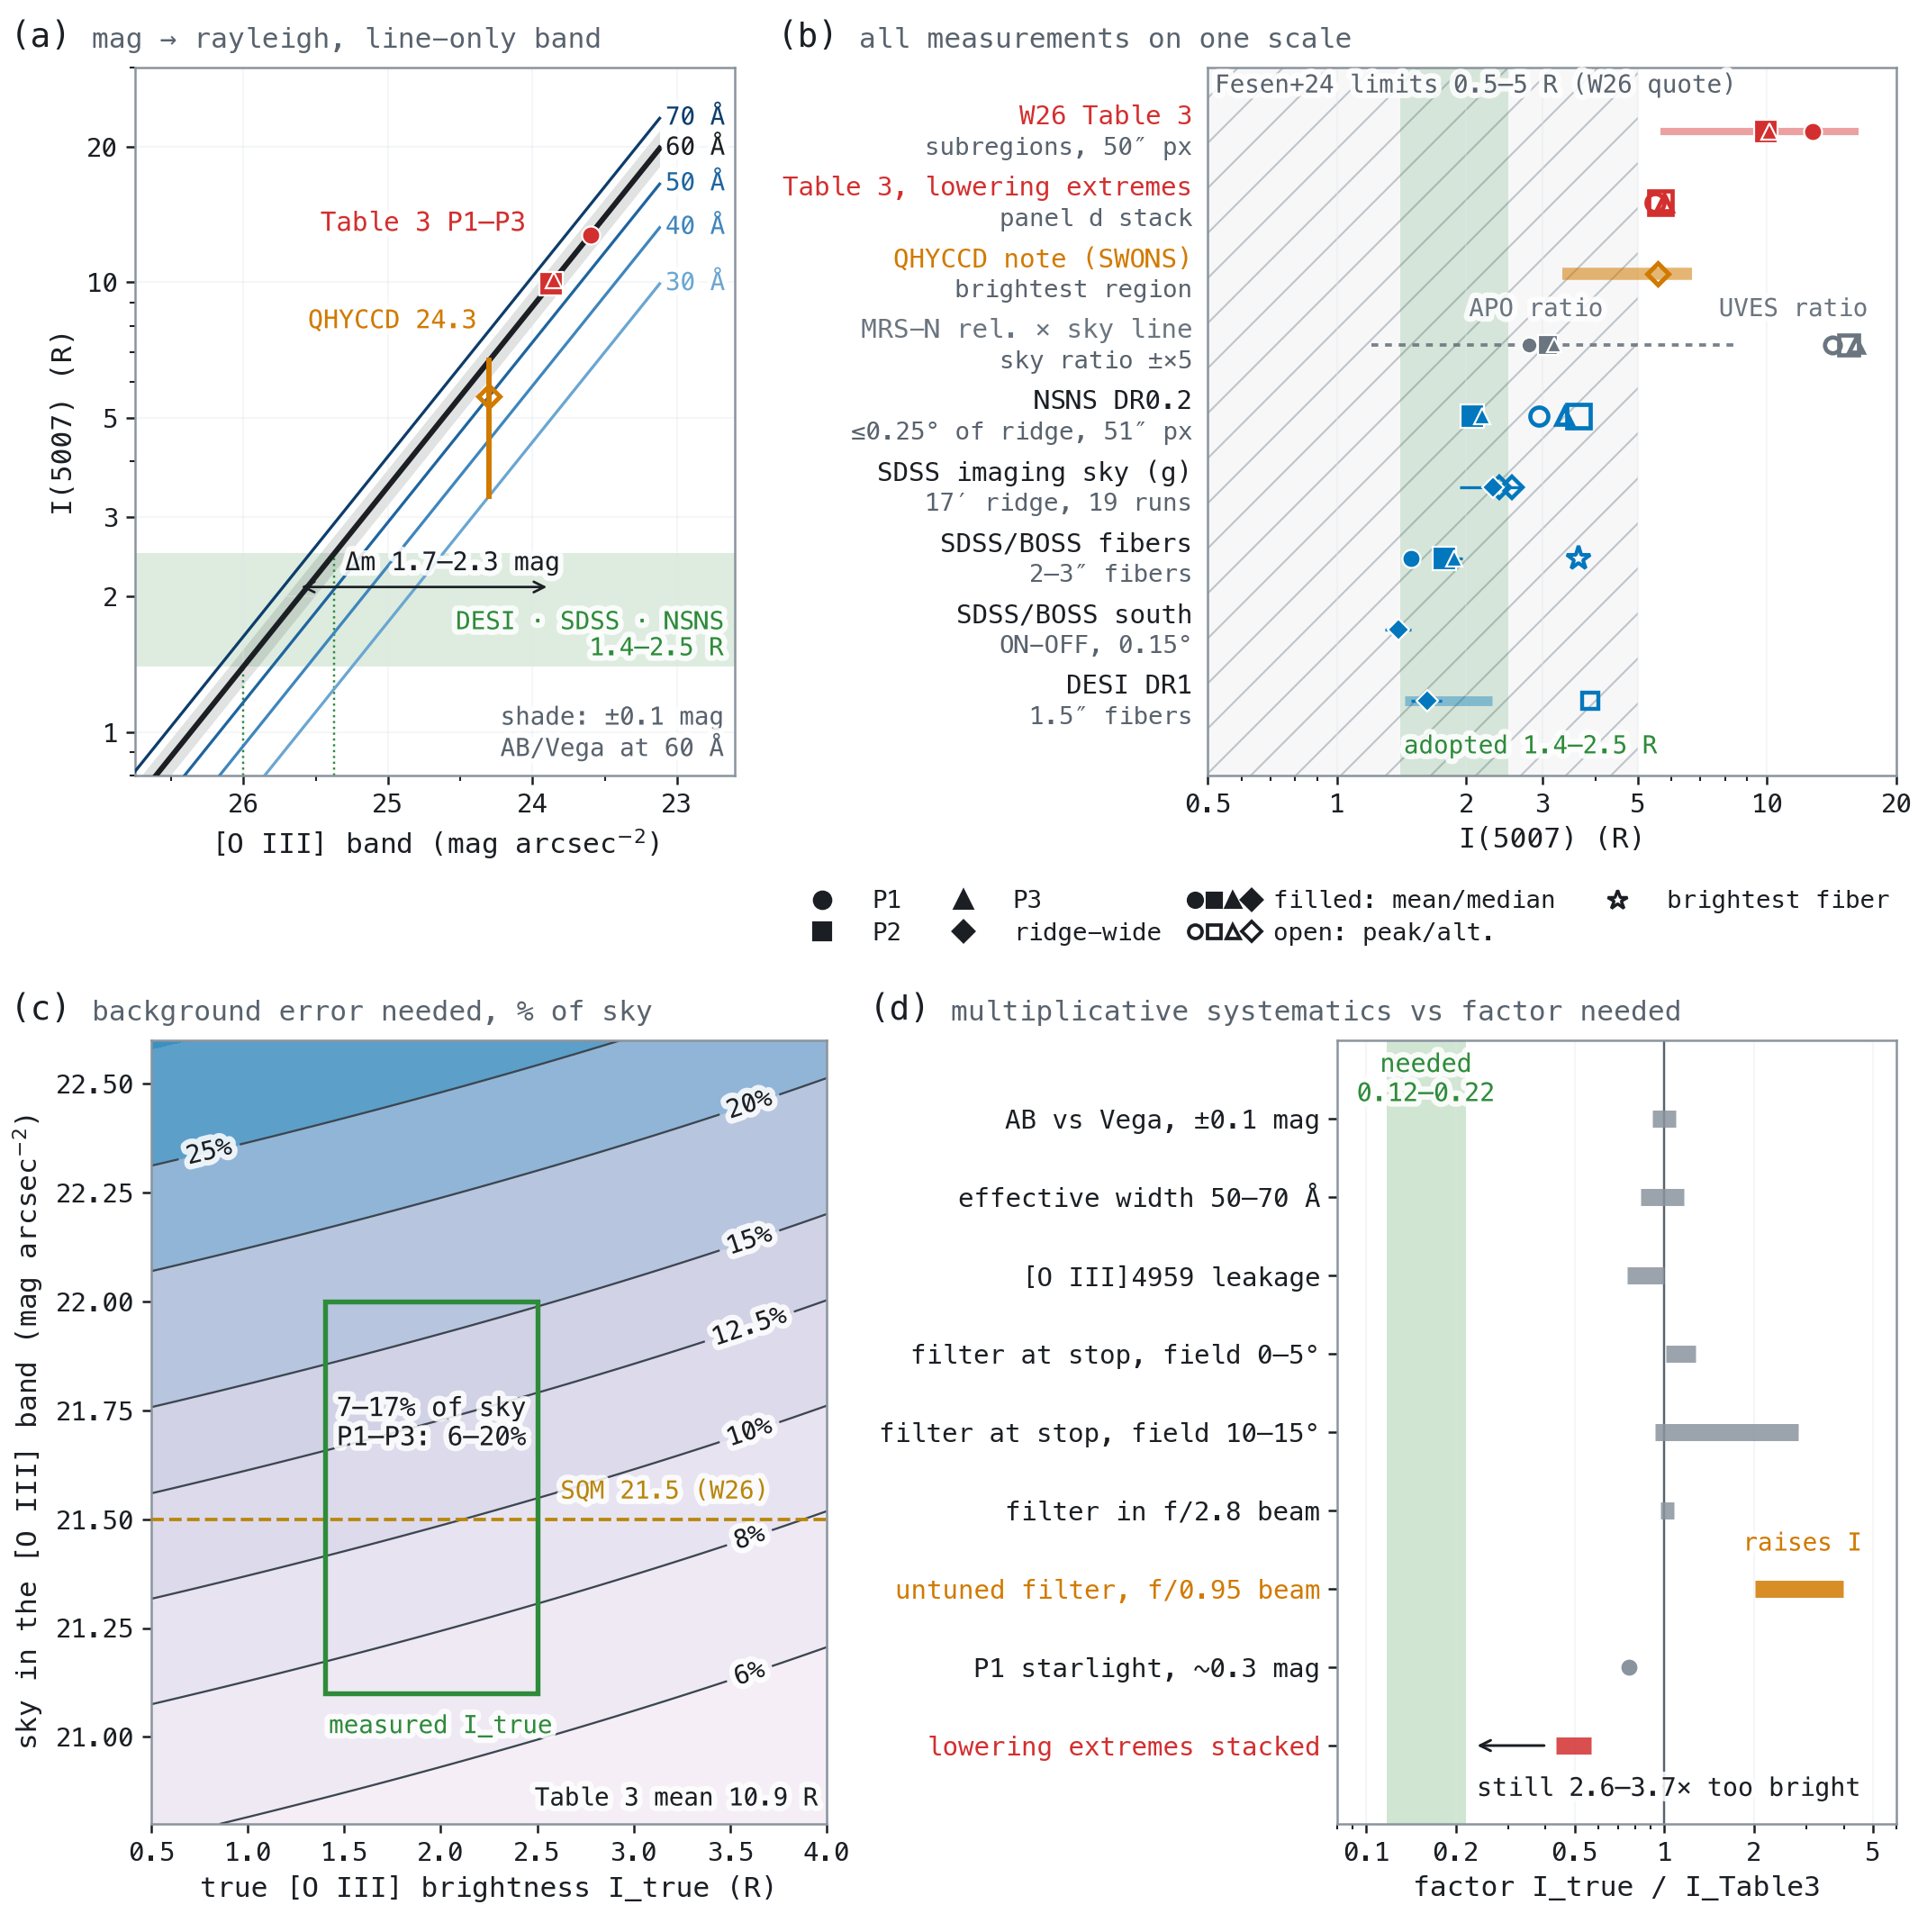 (a) mag → rayleigh, line−only band
I(5007) (R)
20
10
5
3
2
1
70 Å
60 Å
50 Å
40 Å
30 Å
Table 3 P1−P3
QHYCCD 24.3
Δm 1.7−2.3 mag
DESI · SDSS · NSNS
1.4−2.5 R
shade: ±0.1 mag
AB/Vega at 60 Å
26 25 24 23
[O III] band (mag arcsec⁻²)
(b) all measurements on one scale
Fesen+24 limits 0.5−5 R (W26 quote)
W26 Table 3
subregions, 50″ px
Table 3, lowering extremes
panel d stack
QHYCCD note (SWONS)
brightest region
APO ratio UVES ratio
MRS−N rel. × sky line
sky ratio ±×5
NSNS DR0.2
≤0.25° of ridge, 51″ px
SDSS imaging sky (g)
17′ ridge, 19 runs
SDSS/BOSS fibers
2−3″ fibers
SDSS/BOSS south
ON−OFF, 0.15°
DESI DR1
1.5″ fibers
adopted 1.4−2.5 R
0.5 1 2 3 5 10 20
I(5007) (R)
P1 P3 filled: mean/median brightest fiber
P2 ridge−wide open: peak/alt.
(c) background error needed, % of sky
sky in the [O III] band (mag arcsec⁻²)
22.50
22.25
22.00
21.75
21.50
21.25
21.00
25%
20%
15%
12.5%
10%
8%
6%
7−17% of sky
P1−P3: 6−20%
SQM 21.5 (W26)
measured I_true
Table 3 mean 10.9 R
0.5 1.0 1.5 2.0 2.5 3.0 3.5 4.0
true [O III] brightness I_true (R)
(d) multiplicative systematics vs factor needed
needed
0.12−0.22
AB vs Vega, ±0.1 mag
effective width 50−70 Å
[O III]4959 leakage
filter at stop, field 0−5°
filter at stop, field 10−15°
filter in f/2.8 beam
raises I
untuned filter, f/0.95 beam
P1 starlight, ~0.3 mag
lowering extremes stacked
still 2.6−3.7× too bright
0.1 0.2 0.5 1 2 5
factor I_true / I_Table3